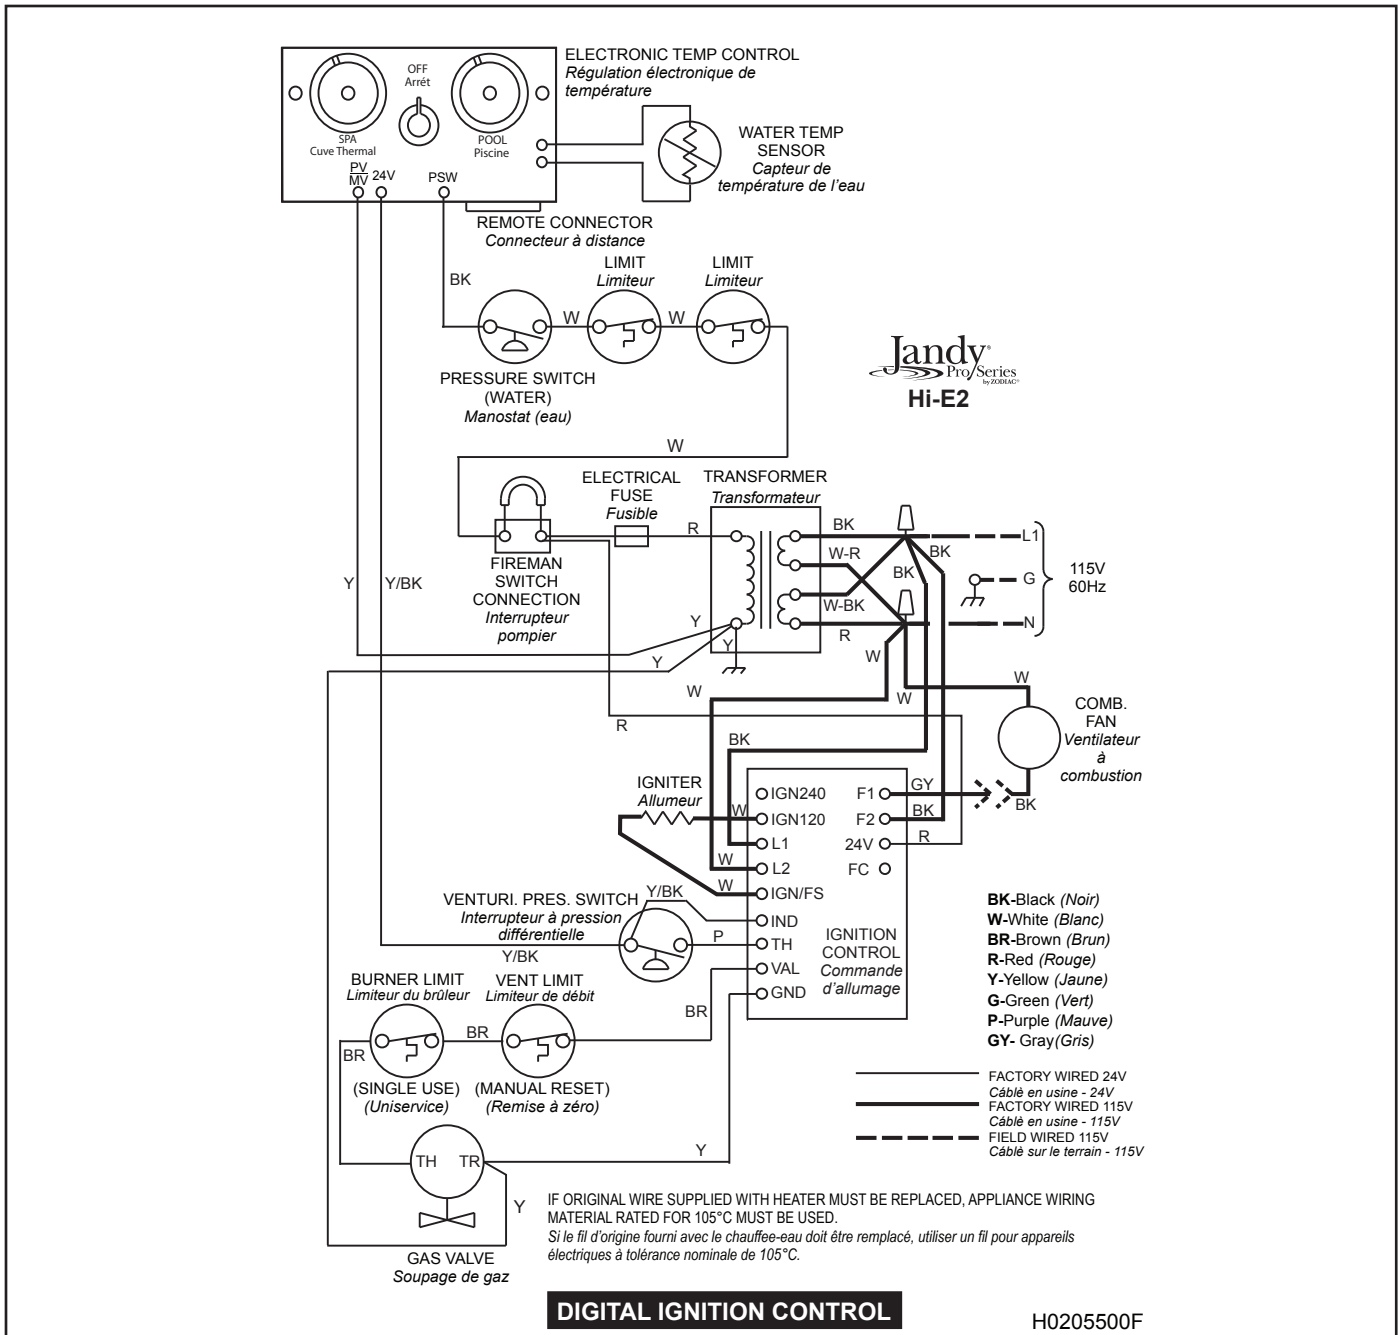 ELECTRONIC TEMP CONTROL
Régulation électronique de
température
OFF
Arrét
SPA
Cuve Thermal
POOL
Piscine
PV
MV
24V
PSW
WATER TEMP
SENSOR
Capteur de
température de l'eau
REMOTE CONNECTOR
Connecteur à distance
BK
LIMIT
Limiteur
LIMIT
Limiteur
W
W
PRESSURE SWITCH
(WATER)
Manostat (eau)
Jandy®
Pro Series
by ZODIAC®
Hi-E2
W
ELECTRICAL
FUSE
Fusible
TRANSFORMER
Transformateur
R
BK
W-R
BK
BK
W-BK
R
L1
G
N
115V
60Hz
FIREMAN
SWITCH
CONNECTION
Interrupteur
pompier
Y
Y/BK
Y
Y
Y
W
W
W
W
R
BK
COMB.
FAN
Ventilateur
à
combustion
IGNITER
Allumeur
W
IGN240
IGN120
L1
L2
IGN/FS
IND
TH
VAL
GND
F1
F2
24V
FC
GY
BK
R
BK
W
W
IGNITION
CONTROL
Commande
d'allumage
VENTURI. PRES. SWITCH
Interrupteur à pression
différentielle
Y/BK
Y/BK
P
BURNER LIMIT
Limiteur du brûleur
VENT LIMIT
Limiteur de débit
BR
BR
BR
(SINGLE USE)
(Uniservice)
(MANUAL RESET)
(Remise à zéro)
TH
TR
Y
Y
GAS VALVE
Soupage de gaz
BK-Black (Noir)
W-White (Blanc)
BR-Brown (Brun)
R-Red (Rouge)
Y-Yellow (Jaune)
G-Green (Vert)
P-Purple (Mauve)
GY- Gray(Gris)
FACTORY WIRED 24V
Câblè en usine - 24V
FACTORY WIRED 115V
Câblè en usine - 115V
FIELD WIRED 115V
Câblè sur le terrain - 115V
IF ORIGINAL WIRE SUPPLIED WITH HEATER MUST BE REPLACED, APPLIANCE WIRING
MATERIAL RATED FOR 105°C MUST BE USED.
Si le fil d'origine fourni avec le chauffee-eau doit être remplacé, utiliser un fil pour appareils
électriques à tolérance nominale de 105°C.
DIGITAL IGNITION CONTROL
H0205500F